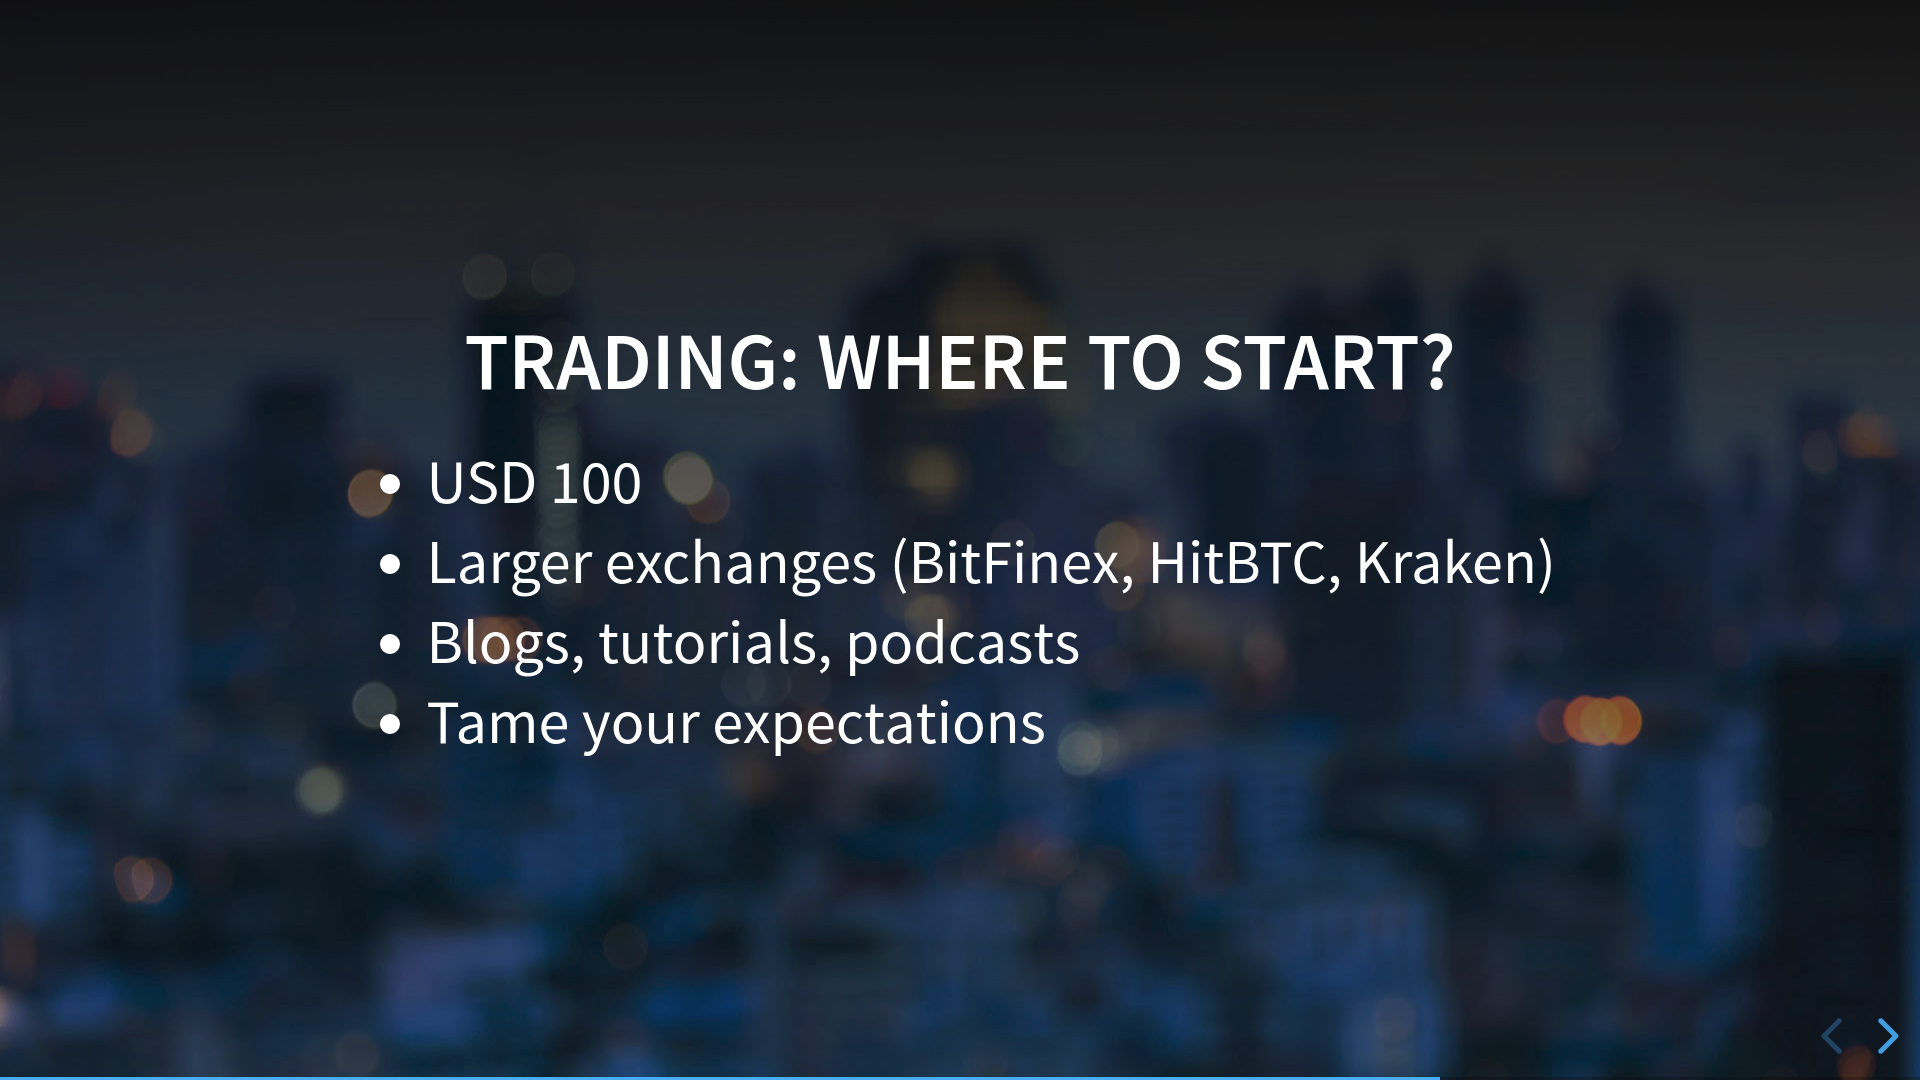 TRADING: WHERE TO START?
• USD 100
• Larger exchanges (BitFinex, HitBTC, Kraken)
• Blogs, tutorials, podcasts
• Tame your expectations